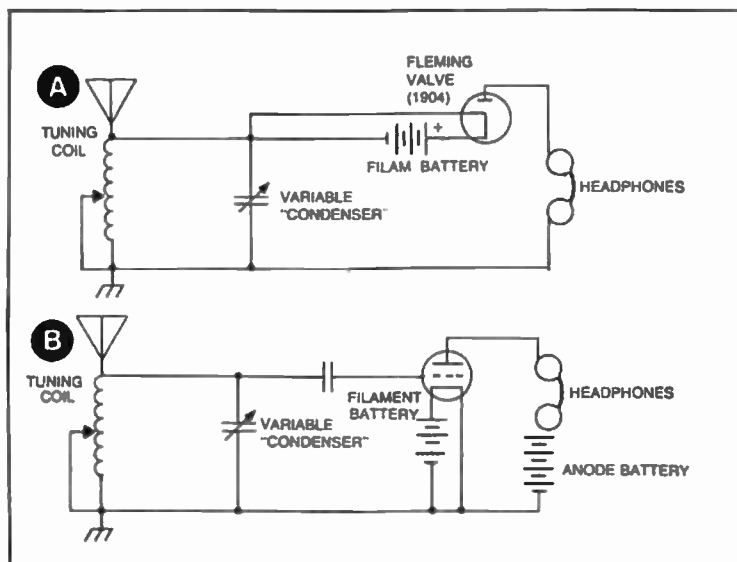 A
FLEMING
VALVE
(1904)
TUNING
COIL
+
FILAM BATTERY
HEADPHONES
VARIABLE
"CONDENSER"
B
TUNING
COIL
FILAMENT
BATTERY
HEADPHONES
VARIABLE
"CONDENSER"
ANODE BATTERY